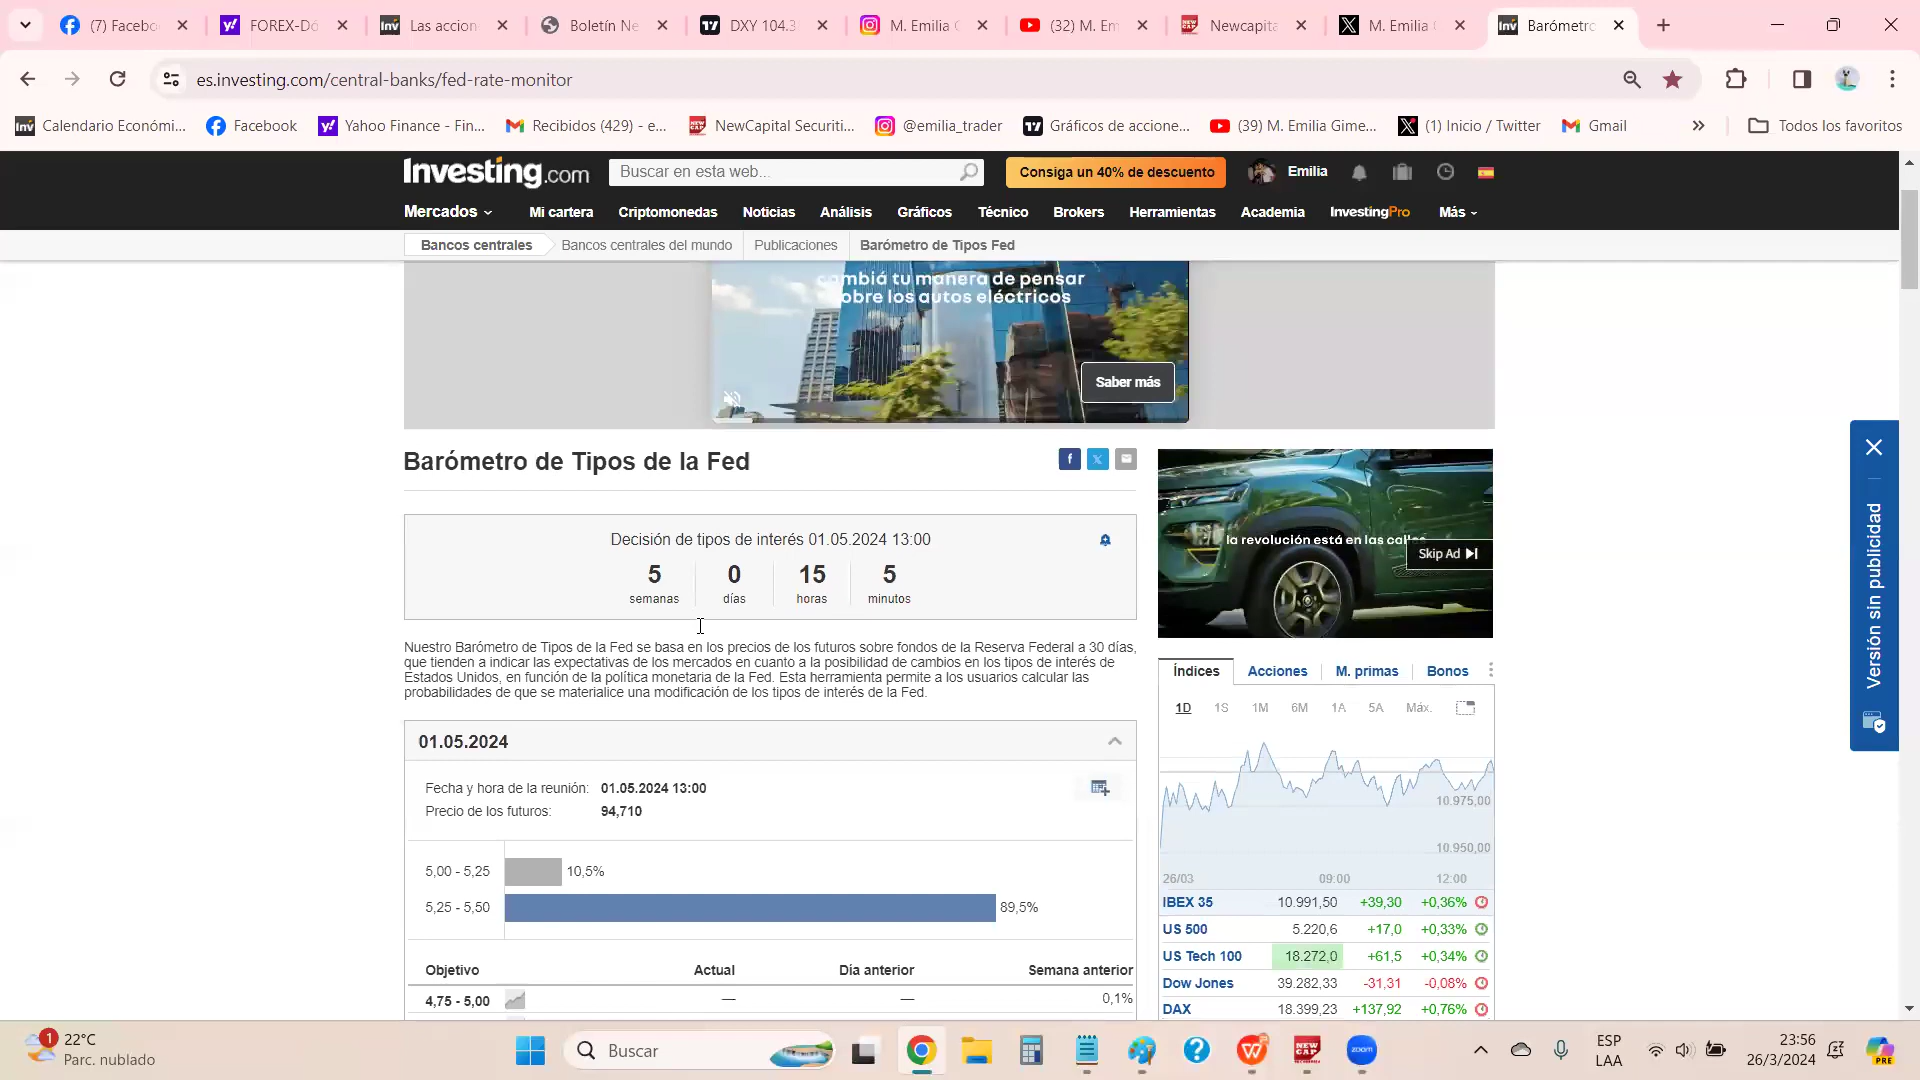 (7) Facebo
FOREX-Dó
Las accion
Boletín Ne
DXY 104.3
M. Emilia G
(32) M. Em
Newcapita
M. Emilia G
Barómetro
es.investing.com/central-banks/fed-rate-monitor
Calendario Económi...
Facebook
Yahoo Finance - Fin...
Recibidos (429) - e...
NewCapital Securiti...
@emilia_trader
Gráficos de accione...
(39) M. Emilia Gime...
(1) Inicio / Twitter
Gmail
Todos los favoritos
Investing.com
Buscar en esta web...
Consiga un 40% de descuento
Emilia
Mercados
Mi cartera
Criptomonedas
Noticias
Análisis
Gráficos
Técnico
Brokers
Herramientas
Academia
InvestingPro
Más
Bancos centrales
Bancos centrales del mundo
Publicaciones
Barómetro de Tipos Fed
cambiá tu manera de pensar
sobre los autos eléctricos
Saber más
Barómetro de Tipos de la Fed
Decisión de tipos de interés 01.05.2024 13:00
5 0 15 5
semanas días horas minutos
Nuestro Barómetro de Tipos de la Fed se basa en los precios de los futuros sobre fondos de la Reserva Federal a 30 días,
que tienden a indicar las expectativas de los mercados en cuanto a la posibilidad de cambios en los tipos de interés de
Estados Unidos, en función de la política monetaria de la Fed. Esta herramienta permite a los usuarios calcular las
probabilidades de que se materialice una modificación de los tipos de interés de la Fed.
01.05.2024
Fecha y hora de la reunión: 01.05.2024 13:00
Precio de los futuros: 94,710
5,00 - 5,25 10,5%
5,25 - 5,50 89,5%
Objetivo Actual Día anterior Semana anterior
4,75 - 5,00 — — 0,1%
la revolución está en las calles
Skip Ad
Índices Acciones M. primas Bonos
1D 1S 1M 6M 1A 5A Máx.
10.975,00
10.950,00
26/03 09:00 12:00
IBEX 35 10.991,50 +39,30 +0,36%
US 500 5.220,6 +17,0 +0,33%
US Tech 100 18.272,0 +61,5 +0,34%
Dow Jones 39.282,33 -31,31 -0,08%
DAX 18.399,23 +137,92 +0,76%
Versión sin publicidad
1
22°C
Parc. nublado
Buscar
NEW CAP
zoom
ESP
LAA
23:56
26/3/2024
PRE